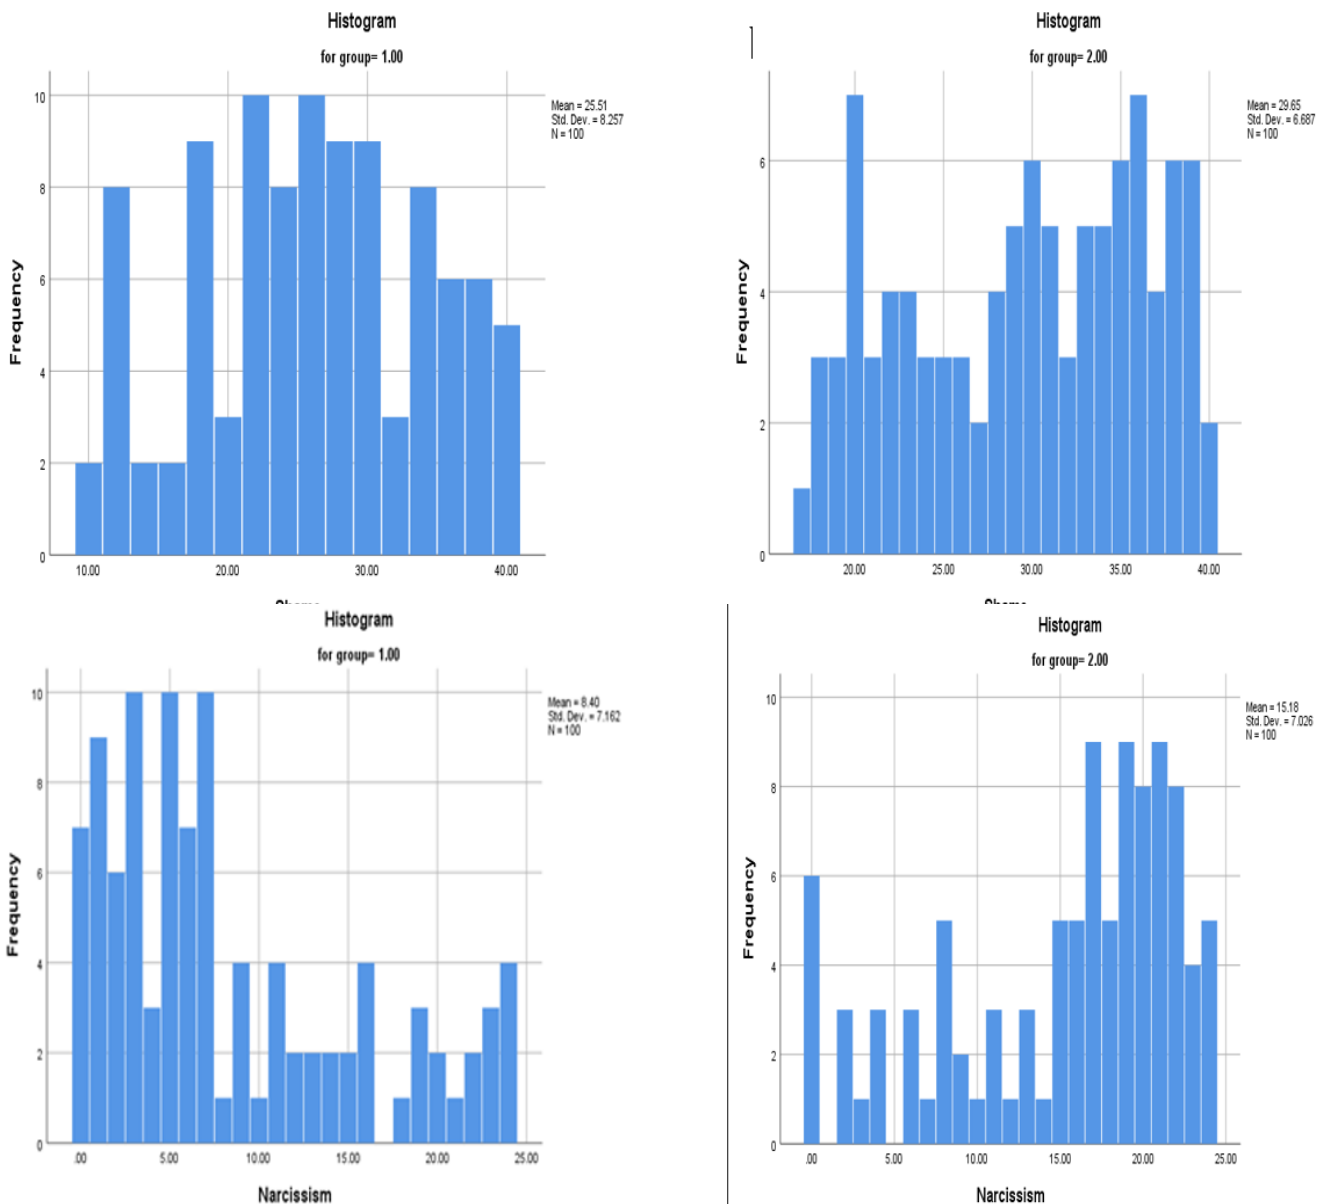 Histogram
for group= 1.00
Mean = 25.51
Std. Dev. = 8.257
N = 100
10
8
6
4
2
0
Frequency
10.00 20.00 30.00 40.00
Histogram
for group= 2.00
Mean = 29.65
Std. Dev. = 6.687
N = 100
6
4
2
0
Frequency
20.00 25.00 30.00 35.00 40.00
Histogram
for group= 1.00
Mean = 8.40
Std. Dev. = 7.162
N = 100
10
8
6
4
2
0
Frequency
.00 5.00 10.00 15.00 20.00 25.00
Narcissism
Histogram
for group= 2.00
Mean = 15.18
Std. Dev. = 7.026
N = 100
10
8
6
4
2
0
Frequency
.00 5.00 10.00 15.00 20.00 25.00
Narcissism